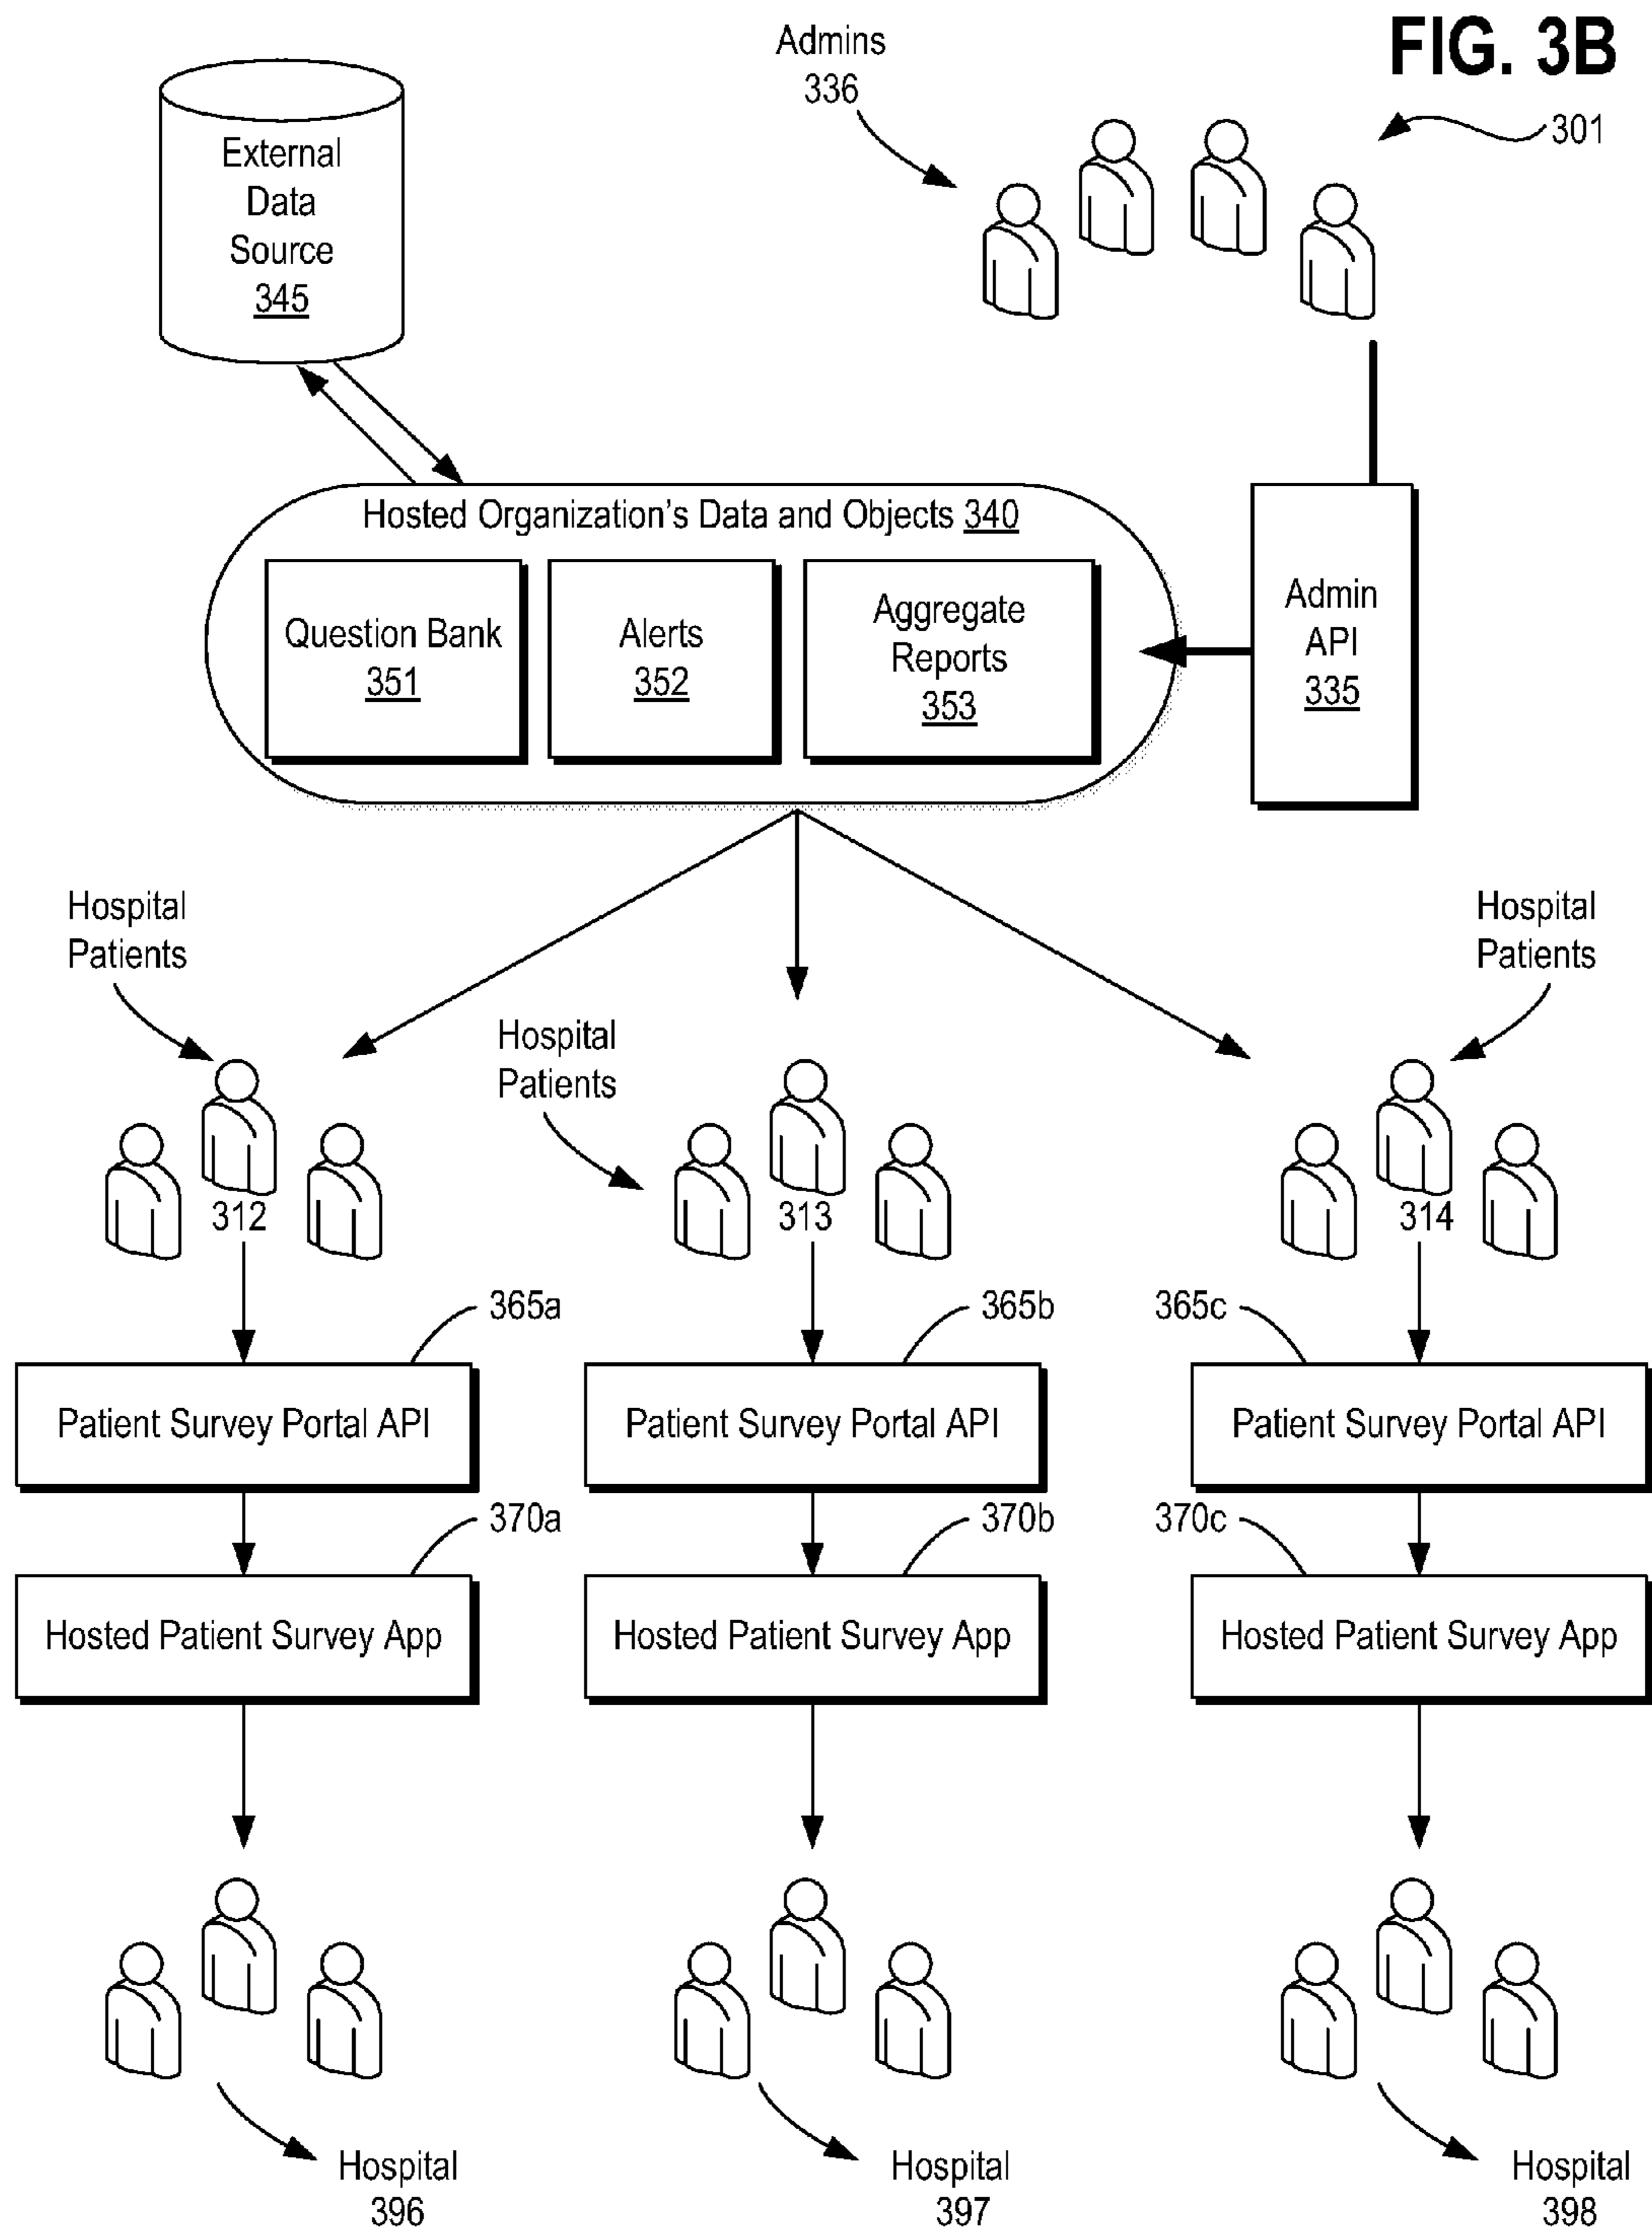 FIG. 3B
Admins
336
301
External
Data
Source
345
Hosted Organization's Data and Objects 340
Question Bank
351
Alerts
352
Aggregate
Reports
353
Admin
API
335
Hospital
Patients
Hospital
Patients
Hospital
Patients
312
313
314
365a
365b
365c
Patient Survey Portal API
Patient Survey Portal API
Patient Survey Portal API
370a
370b
370c
Hosted Patient Survey App
Hosted Patient Survey App
Hosted Patient Survey App
Hospital
396
Hospital
397
Hospital
398